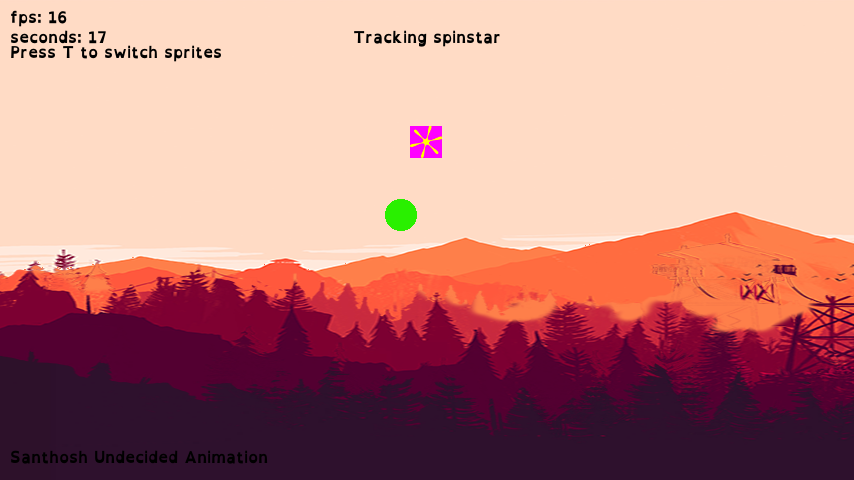 fps: 16
seconds: 17
Press T to switch sprites
Tracking spinstar
Santhosh Undecided Animation